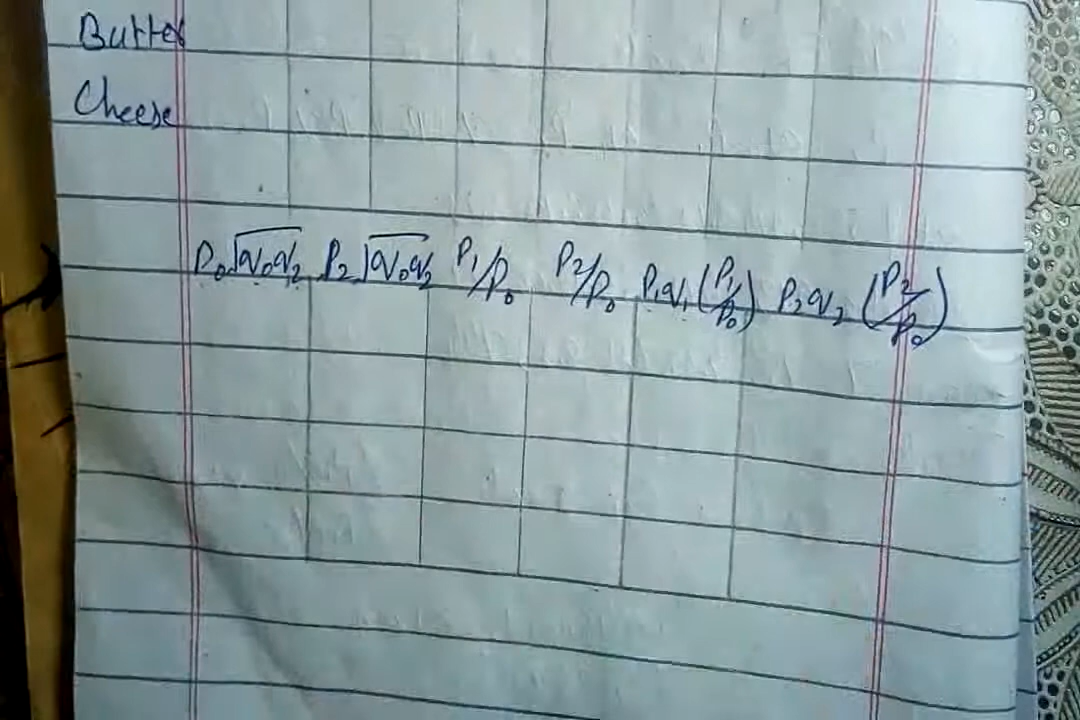 Butter
Cheese
P₀√q₀q₂ P₂√q₀q₂ P₁/P₀ P₂/P₀ P₁q₁(P₁/P₀) P₂q₂(P₂/P₀)